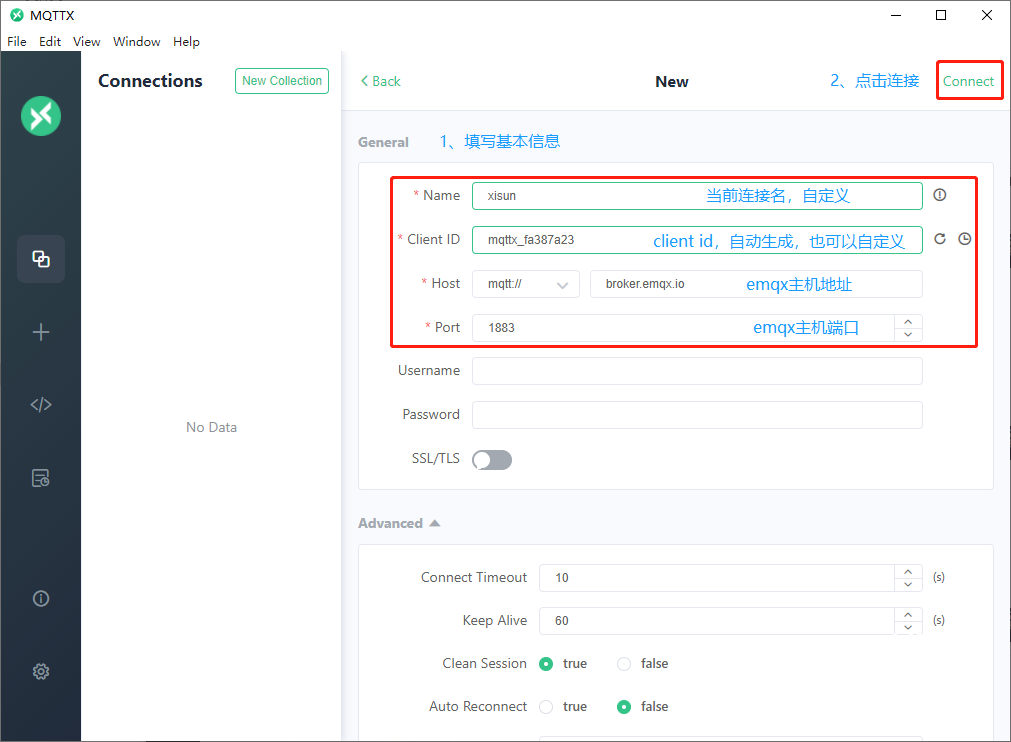 MQTTX
File Edit View Window Help
Connections New Collection
Back New 2、点击连接 Connect
General 1、填写基本信息
* Name xisun 当前连接名，自定义
* Client ID mqttx_fa387a23 client id，自动生成，也可以自定义
* Host mqtt:// broker.emqx.io emqx主机地址
* Port 1883 emqx主机端口
Username
Password
No Data
SSL/TLS
Advanced
Connect Timeout 10 (s)
Keep Alive 60 (s)
Clean Session true false
Auto Reconnect true false